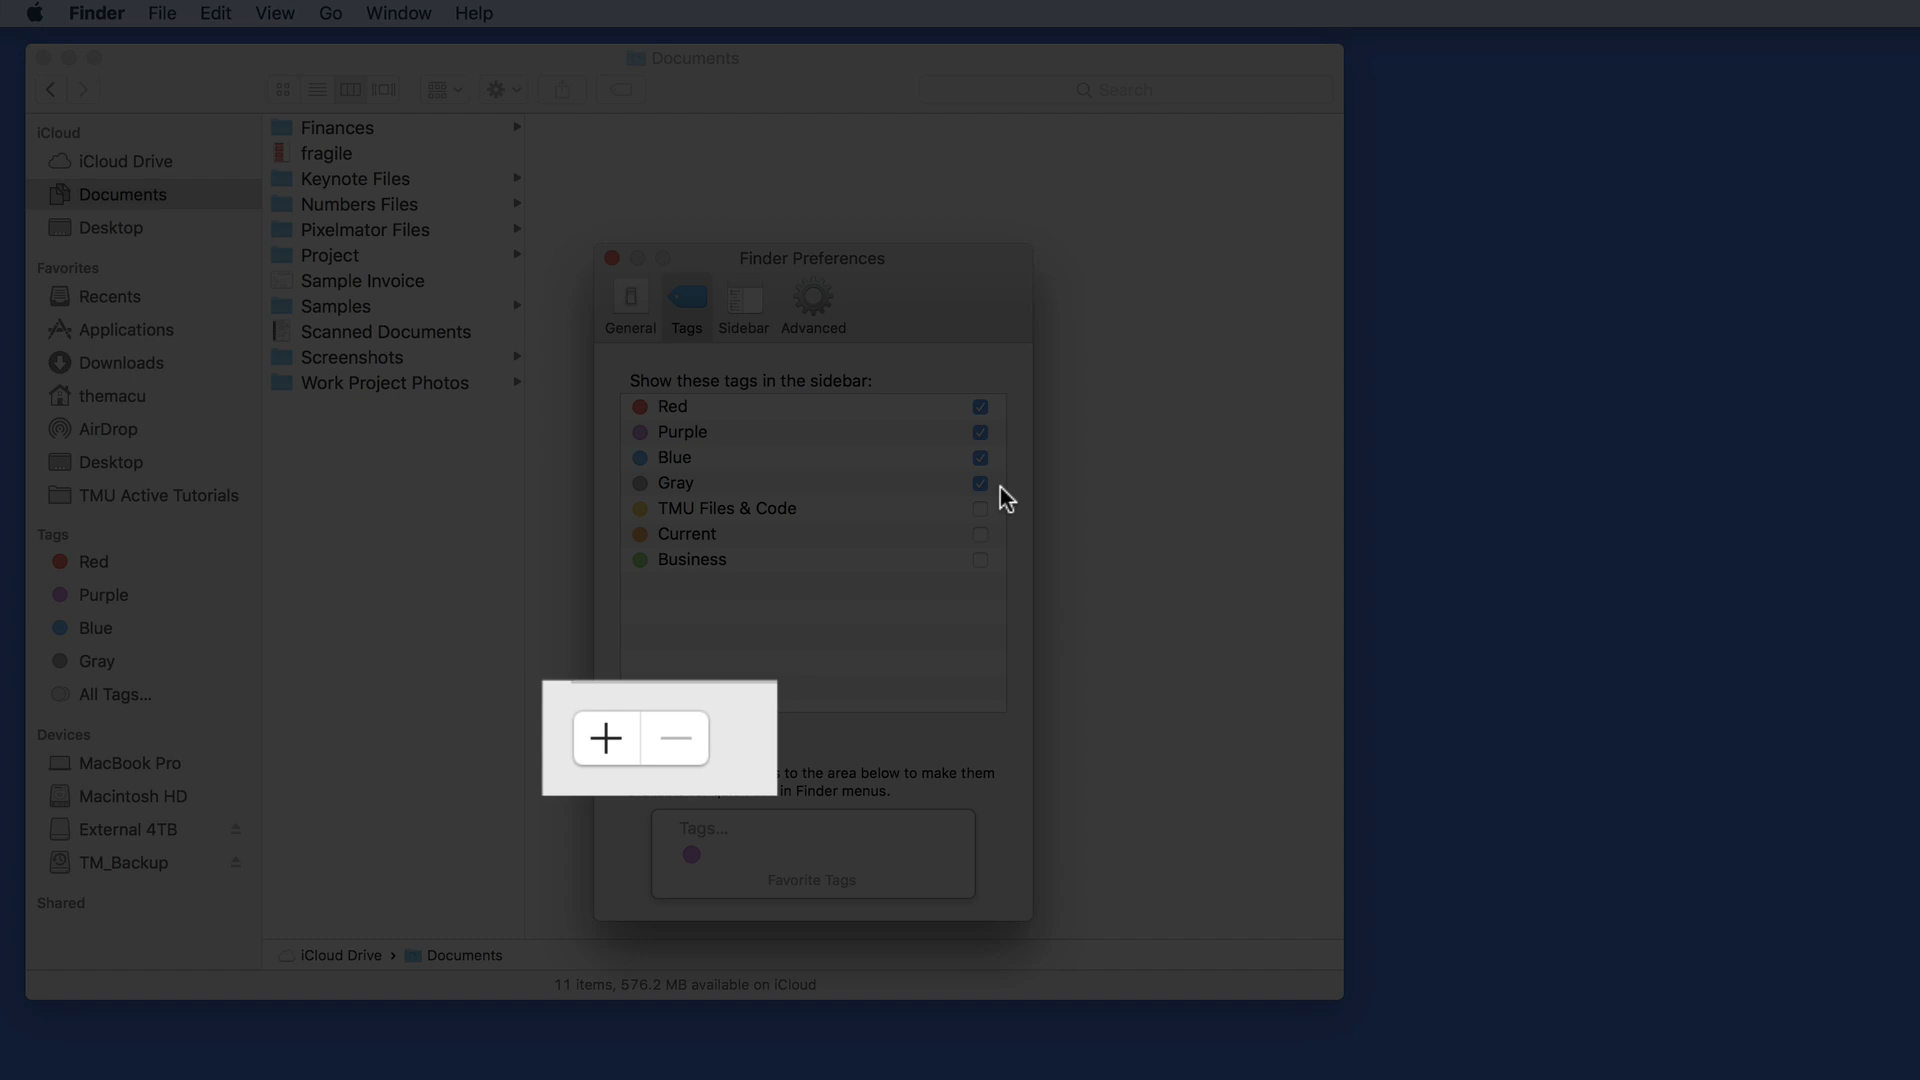 Finder File Edit View Go Window Help
Documents
Search
iCloud
iCloud Drive
Documents
Desktop
Favorites
Recents
Applications
Downloads
themacu
AirDrop
Desktop
TMU Active Tutorials
Tags
Red
Purple
Blue
Gray
All Tags...
Devices
MacBook Pro
Macintosh HD
External 4TB
TM_Backup
Shared
Finances
fragile
Keynote Files
Numbers Files
Pixelmator Files
Project
Sample Invoice
Samples
Scanned Documents
Screenshots
Work Project Photos
Finder Preferences
General Tags Sidebar Advanced
Show these tags in the sidebar:
Red
Purple
Blue
Gray
TMU Files & Code
Current
Business
to the area below to make them
in Finder menus.
Tags...
Favorite Tags
iCloud Drive › Documents
11 items, 576.2 MB available on iCloud